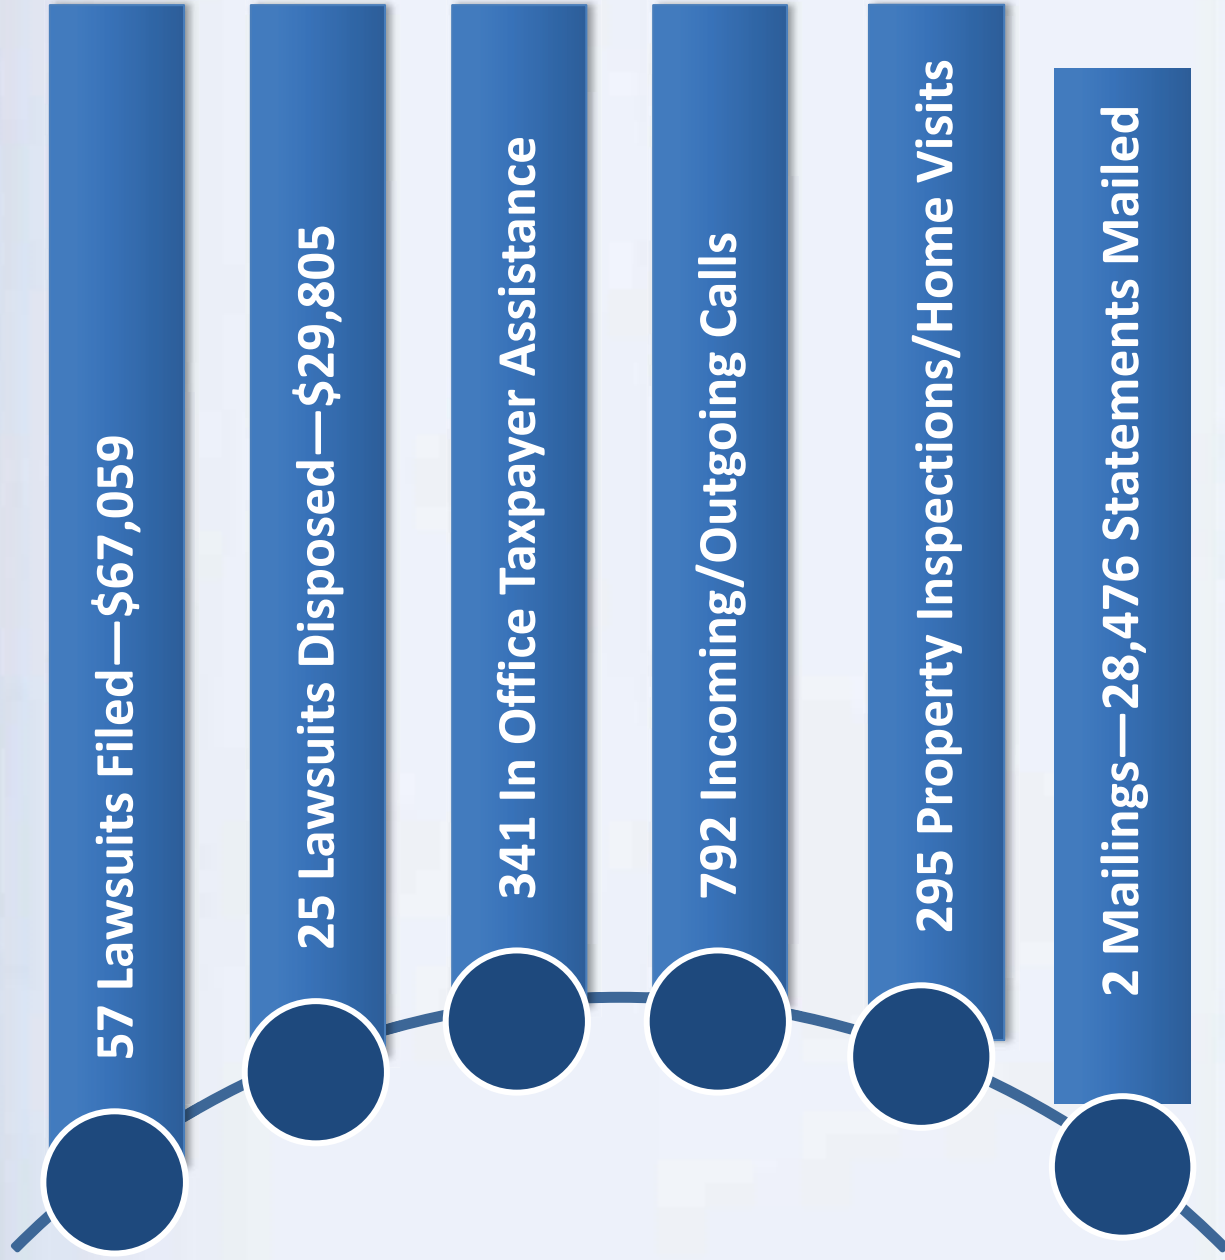 57 Lawsuits Filed—$67,059
25 Lawsuits Disposed—$29,805
341 In Office Taxpayer Assistance
792 Incoming/Outgoing Calls
295 Property Inspections/Home Visits
2 Mailings—28,476 Statements Mailed